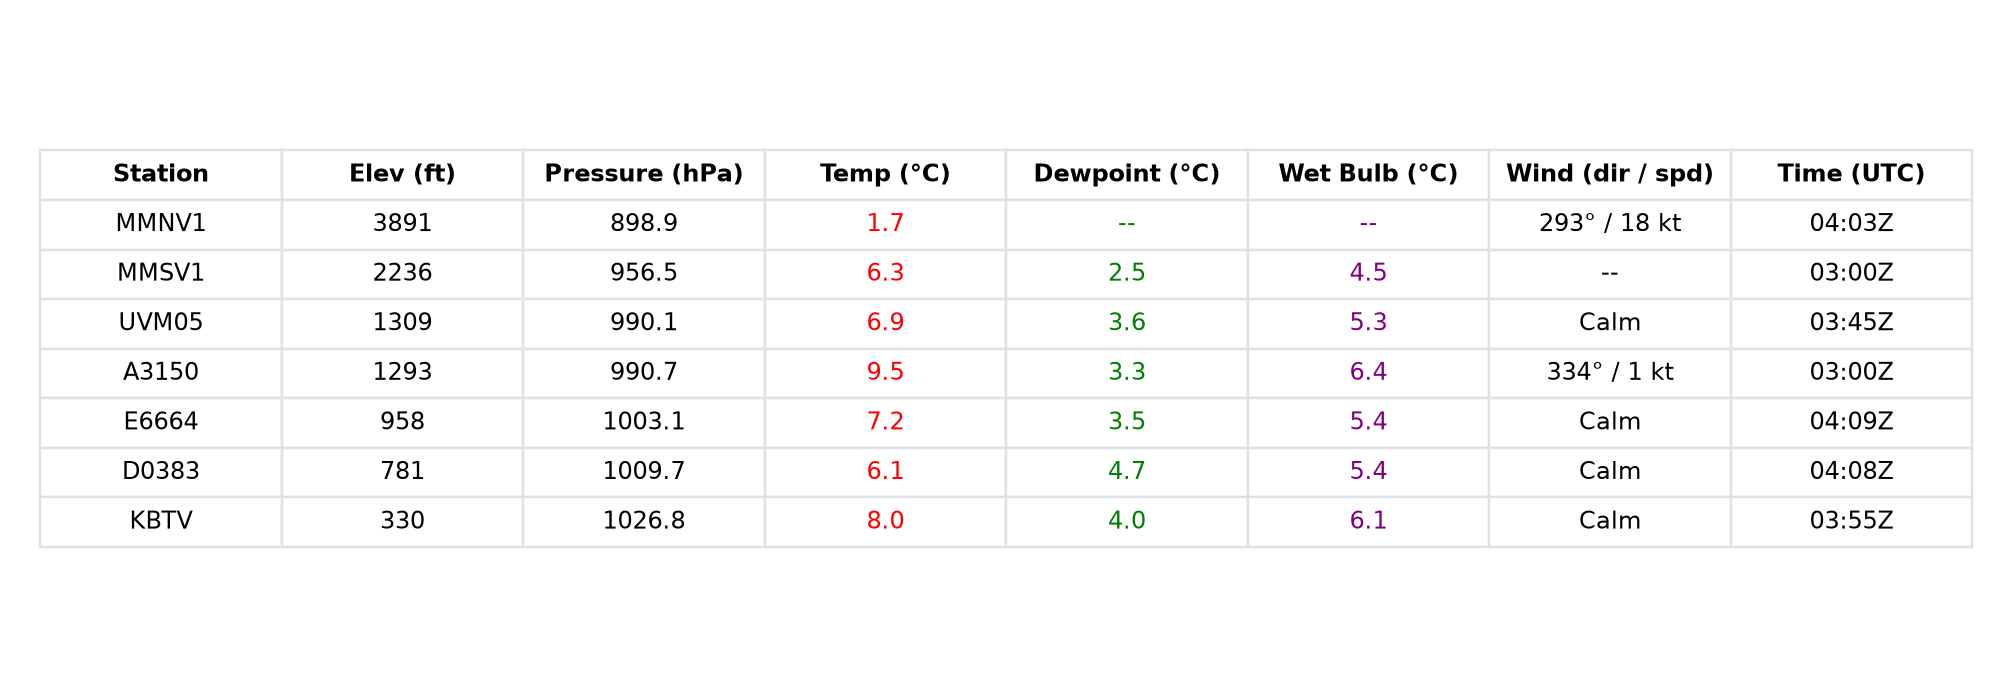 Station Elev (ft) Pressure (hPa) Temp (°C) Dewpoint (°C) Wet Bulb (°C) Wind (dir / spd) Time (UTC)
MMNV1 3891 898.9 1.7 -- -- 293° / 18 kt 04:03Z
MMSV1 2236 956.5 6.3 2.5 4.5 -- 03:00Z
UVM05 1309 990.1 6.9 3.6 5.3 Calm 03:45Z
A3150 1293 990.7 9.5 3.3 6.4 334° / 1 kt 03:00Z
E6664 958 1003.1 7.2 3.5 5.4 Calm 04:09Z
D0383 781 1009.7 6.1 4.7 5.4 Calm 04:08Z
KBTV 330 1026.8 8.0 4.0 6.1 Calm 03:55Z